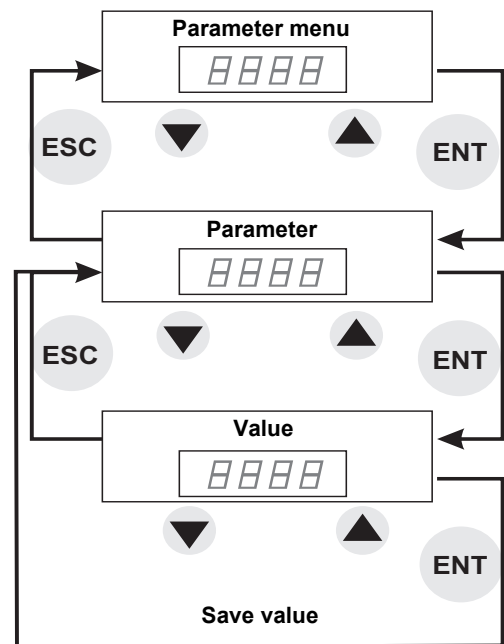 Parameter menu
8888
ESC
ENT
Parameter
8888
ESC
ENT
Value
8888
ENT
Save value